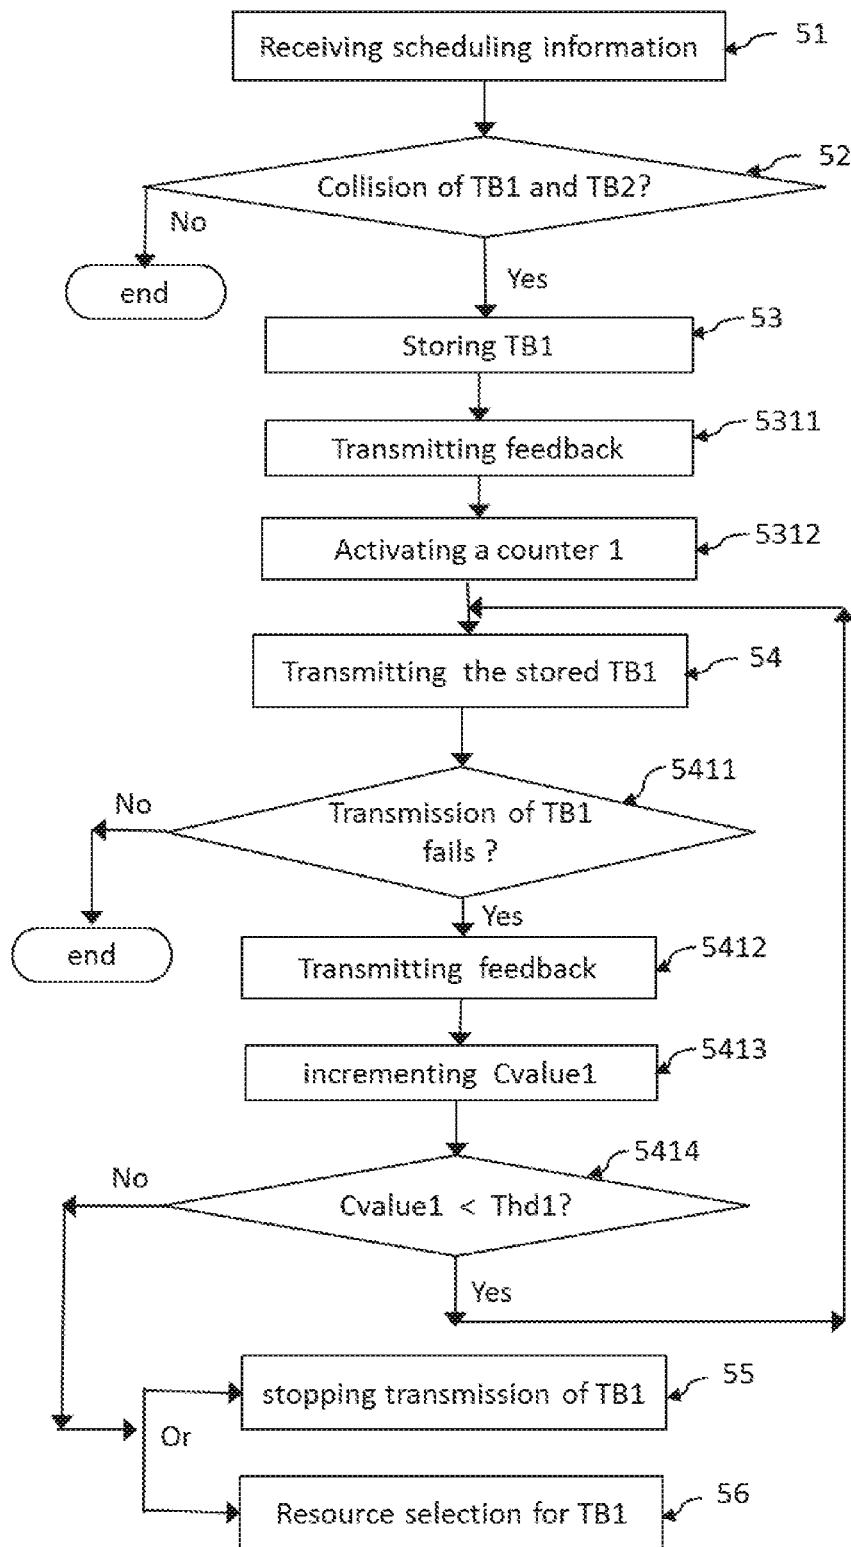 Receiving scheduling information
51
Collision of TB1 and TB2?
52
No
end
Yes
Storing TB1
53
Transmitting feedback
5311
Activating a counter 1
5312
Transmitting the stored TB1
54
Transmission of TB1
fails ?
5411
No
end
Yes
Transmitting feedback
5412
incrementing Cvalue1
5413
Cvalue1 < Thd1?
5414
No
Yes
stopping transmission of TB1
55
Or
Resource selection for TB1
56